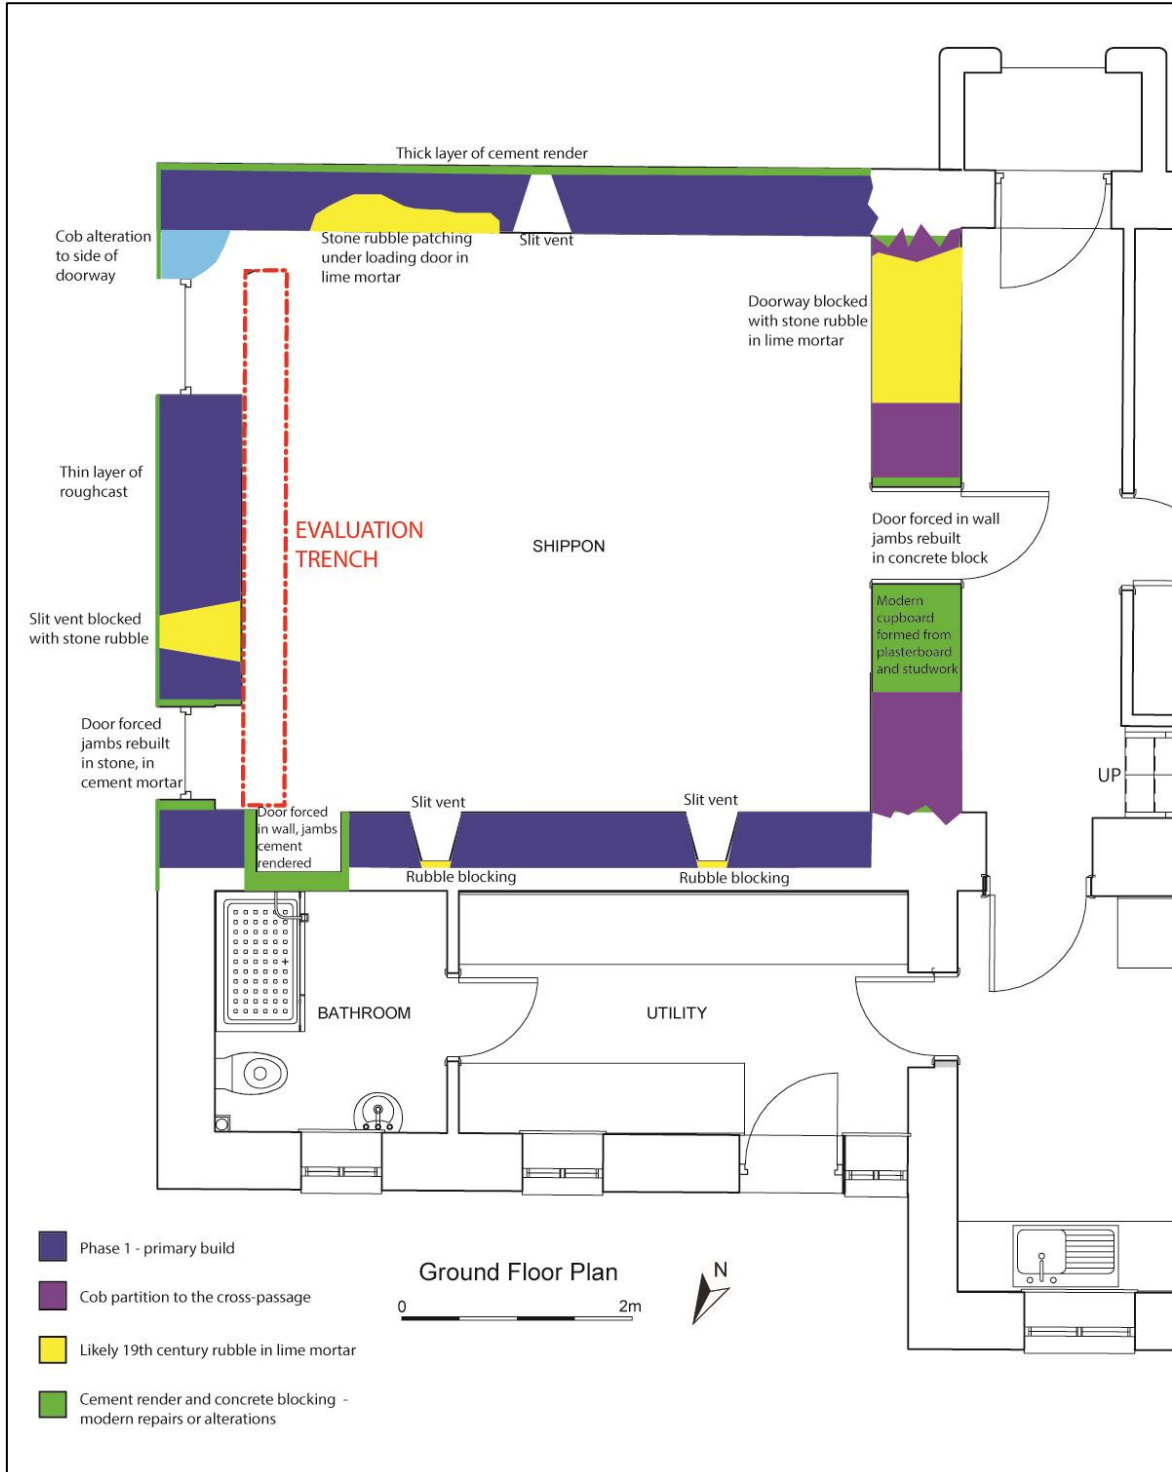 Thick layer of cement render
Cob alteration
to side of
doorway
Stone rubble patching
under loading door in
lime mortar
Slit vent
Doorway blocked
with stone rubble
in lime mortar
Thin layer of
roughcast
EVALUATION
TRENCH
SHIPPON
Door forced in wall
jambs rebuilt
in concrete block
Slit vent blocked
with stone rubble
Modern
cupboard
formed from
plasterboard
and studwork
Door forced
jambs rebuilt
in stone, in
cement mortar
UP
Door forced
in wall, jambs
cement
rendered
Slit vent
Slit vent
Rubble blocking
Rubble blocking
BATHROOM
UTILITY
Phase 1 - primary build
Cob partition to the cross-passage
Likely 19th century rubble in lime mortar
Cement render and concrete blocking -
modern repairs or alterations
Ground Floor Plan
0 2m
N